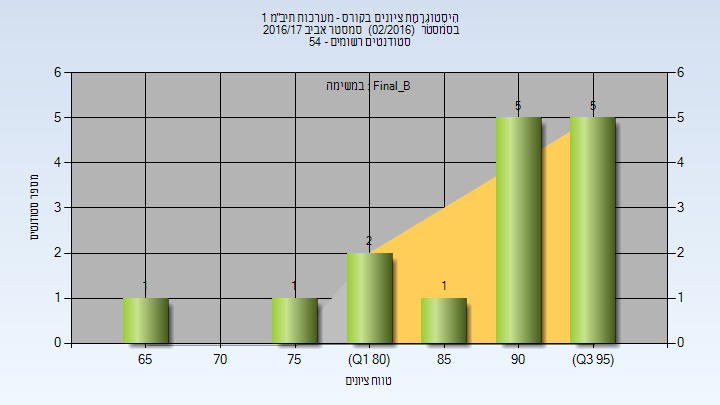 היסטוגרמת ציונים בקורס - מערכות תיב"מ 1
בסמסטר (02/2016) סמסטר אביב 2016/17
סטודנטים רשומים - 54
במשימה : Final_B
6 6
5 5
4 4
3 3
2 2
1 1
0 0
1 1 2 1 5 5
65 70 75 (Q1 80) 85 90 (Q3 95)
מספר סטודנטים
טווח ציונים